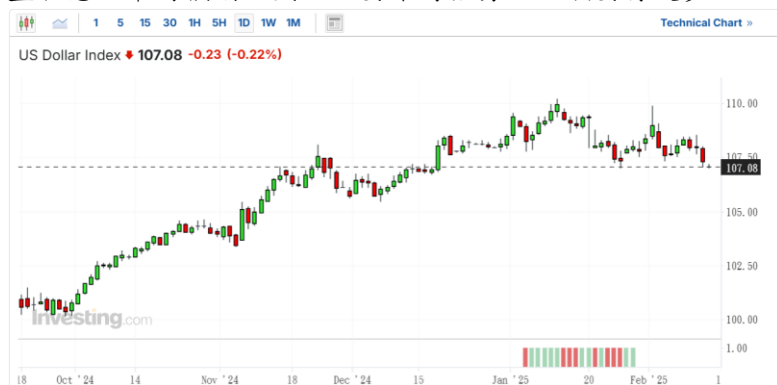 1 5 15 30 1H 5H 1D 1W 1M Technical Chart »
US Dollar Index 107.08 -0.23 (-0.22%)
110.00
107.50
107.08
105.00
102.50
100.00
Investing.com
1.00
18 Oct '24 14 Nov '24 18 Dec '24 15 Jan '25 20 Feb '25 1